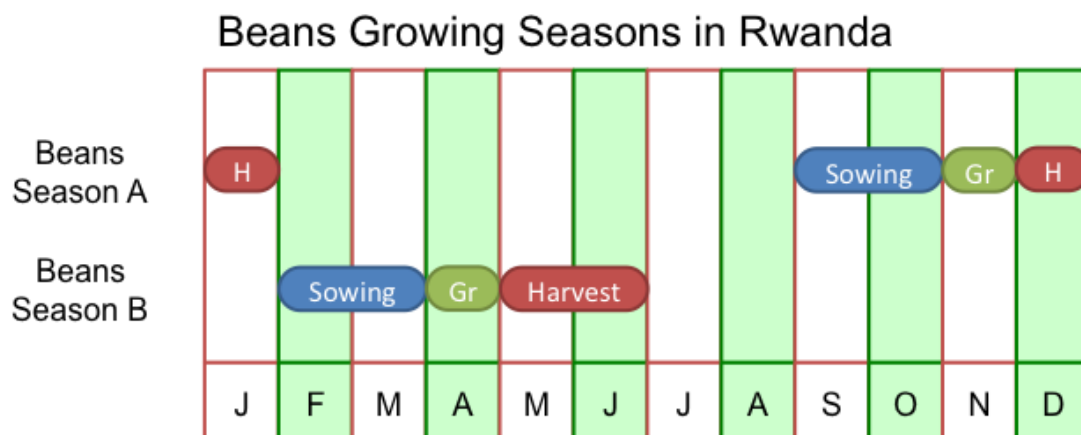 Beans Growing Seasons in Rwanda
Beans
Season A
H
Sowing
Gr
H
Beans
Season B
Sowing
Gr
Harvest
J F M A M J J A S O N D